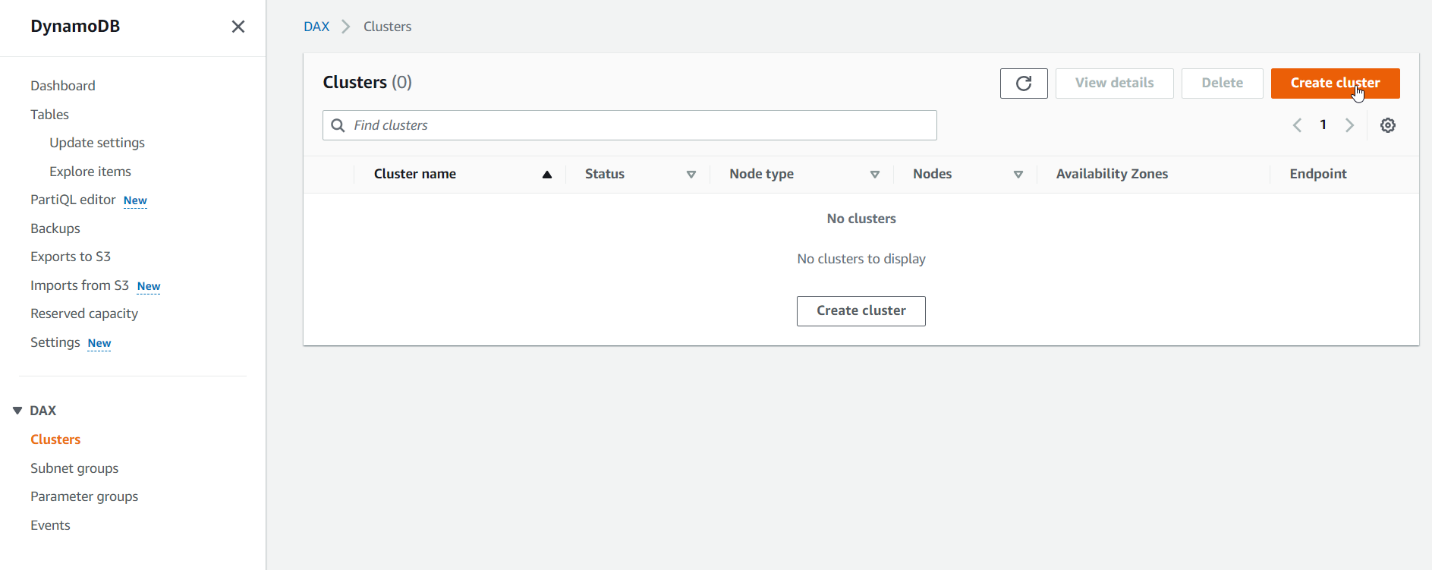 DynamoDB
Dashboard
Tables
Update settings
Explore items
PartiQL editor New
Backups
Exports to S3
Imports from S3 New
Reserved capacity
Settings New
DAX
Clusters
Subnet groups
Parameter groups
Events
DAX Clusters
Clusters (0)
View details Delete Create cluster
Find clusters
1
Cluster name Status Node type Nodes Availability Zones Endpoint
No clusters
No clusters to display
Create cluster